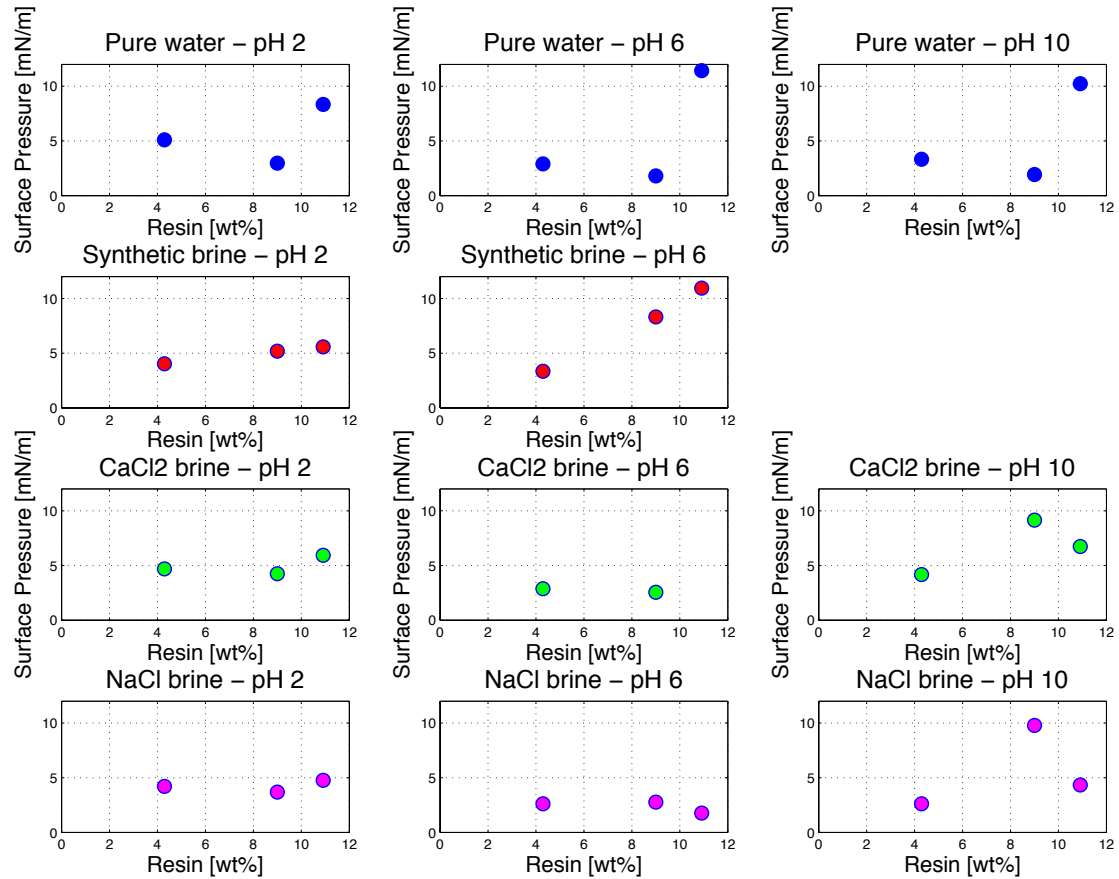 Pure water – pH 2
Surface Pressure [mN/m]
10
5
0
0 2 4 6 8 10 12
Resin [wt%]
Pure water – pH 6
Surface Pressure [mN/m]
10
5
0
0 2 4 6 8 10 12
Resin [wt%]
Pure water – pH 10
Surface Pressure [mN/m]
10
5
0
0 2 4 6 8 10 12
Resin [wt%]
Synthetic brine – pH 2
10
5
0
0 2 4 6 8 10 12
Resin [wt%]
Synthetic brine – pH 6
10
5
0
0 2 4 6 8 10 12
Resin [wt%]
CaCl2 brine – pH 2
Surface Pressure [mN/m]
10
5
0
0 2 4 6 8 10 12
Resin [wt%]
CaCl2 brine – pH 6
Surface Pressure [mN/m]
10
5
0
0 2 4 6 8 10 12
Resin [wt%]
CaCl2 brine – pH 10
Surface Pressure [mN/m]
10
5
0
0 2 4 6 8 10 12
Resin [wt%]
NaCl brine – pH 2
10
5
0
0 2 4 6 8 10 12
Resin [wt%]
NaCl brine – pH 6
10
5
0
0 2 4 6 8 10 12
Resin [wt%]
NaCl brine – pH 10
10
5
0
0 2 4 6 8 10 12
Resin [wt%]